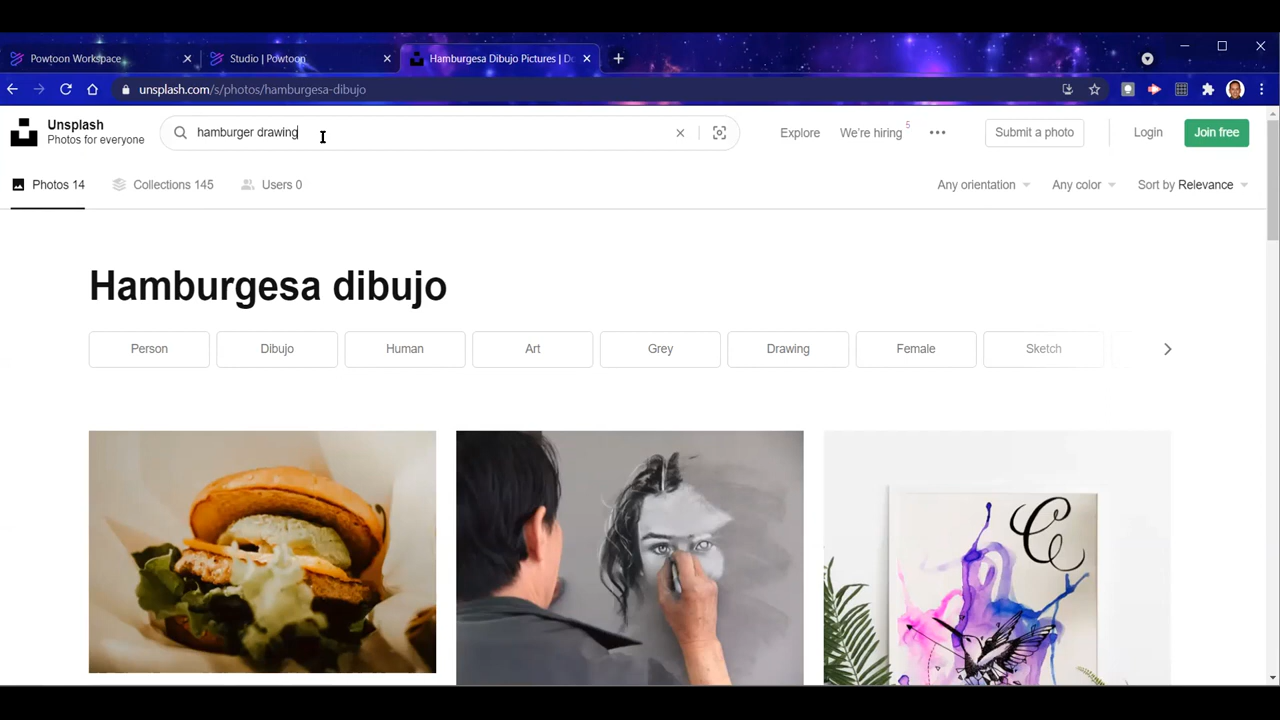 Powtoon Workspace
Studio | Powtoon
Hamburgesa Dibujo Pictures | Do
unsplash.com/s/photos/hamburgesa-dibujo
Unsplash
Photos for everyone
hamburger drawing
Explore
We're hiring
5
Submit a photo
Login
Join free
Photos 14
Collections 145
Users 0
Any orientation
Any color
Sort by Relevance
Hamburgesa dibujo
Person
Dibujo
Human
Art
Grey
Drawing
Female
Sketch
C